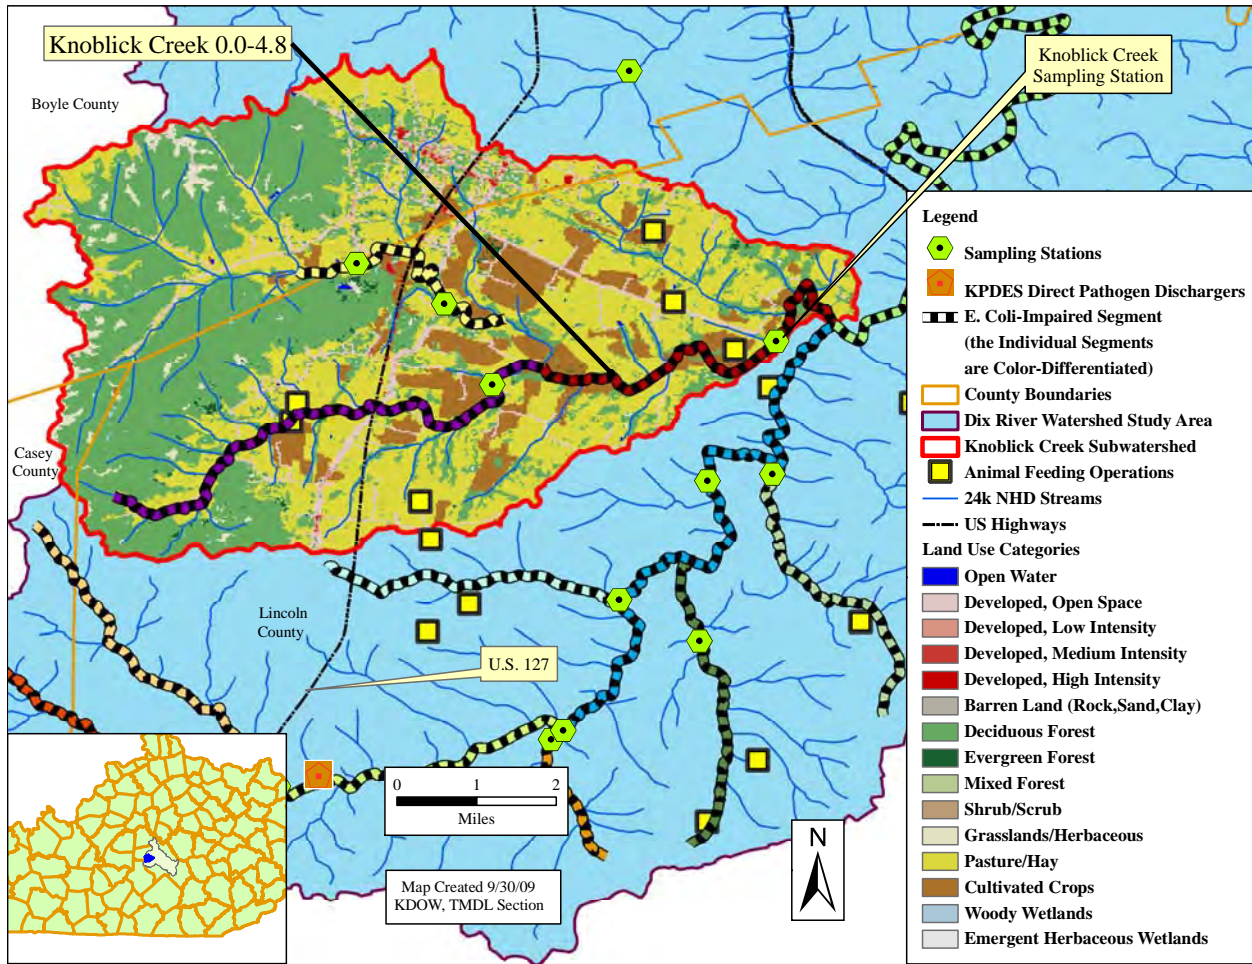 Knoblick Creek 0.0-4.8
Knoblick Creek
Sampling Station
Boyle County
Casey
County
Lincoln
County
U.S. 127
Legend
Sampling Stations
KPDES Direct Pathogen Dischargers
E. Coli-Impaired Segment
(the Individual Segments
are Color-Differentiated)
County Boundaries
Dix River Watershed Study Area
Knoblick Creek Subwatershed
Animal Feeding Operations
24k NHD Streams
US Highways
Land Use Categories
Open Water
Developed, Open Space
Developed, Low Intensity
Developed, Medium Intensity
Developed, High Intensity
Barren Land (Rock,Sand,Clay)
Deciduous Forest
Evergreen Forest
Mixed Forest
Shrub/Scrub
Grasslands/Herbaceous
Pasture/Hay
Cultivated Crops
Woody Wetlands
Emergent Herbaceous Wetlands
0 1 2
Miles
Map Created 9/30/09
KDOW, TMDL Section
N